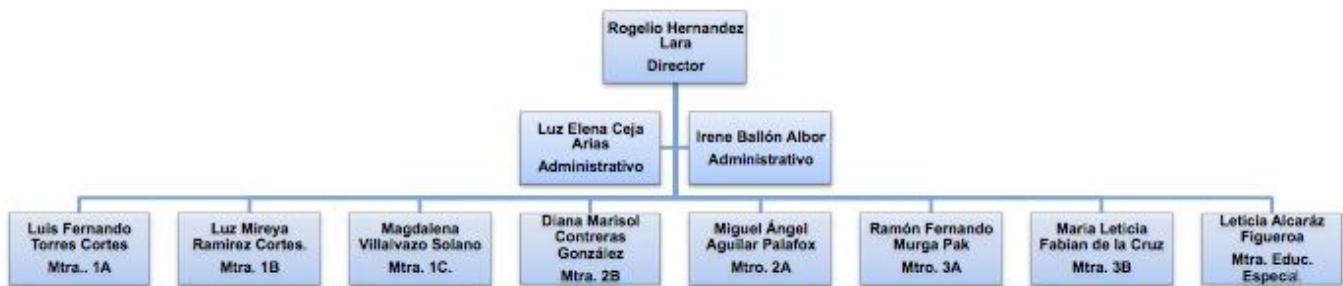 Rogelio Hernandez
Lara
Director
Luz Elena Ceja
Arias
Administrativo
Irene Ballón Albor
Administrativo
Luis Fernando
Torres Cortes
Mtra.. 1A
Luz Mireya
Ramirez Cortes.
Mtra. 1B
Magdalena
Villalvazo Solano
Mtra. 1C.
Diana Marisol
Contreras
González
Mtra. 2B
Miguel Ángel
Aguilar Palafox
Mtro. 2A
Ramón Fernando
Murga Pak
Mtro. 3A
Maria Leticia
Fabian de la Cruz
Mtra. 3B
Leticia Alcaráz
Figueroa
Mtra. Educ.
Especial.